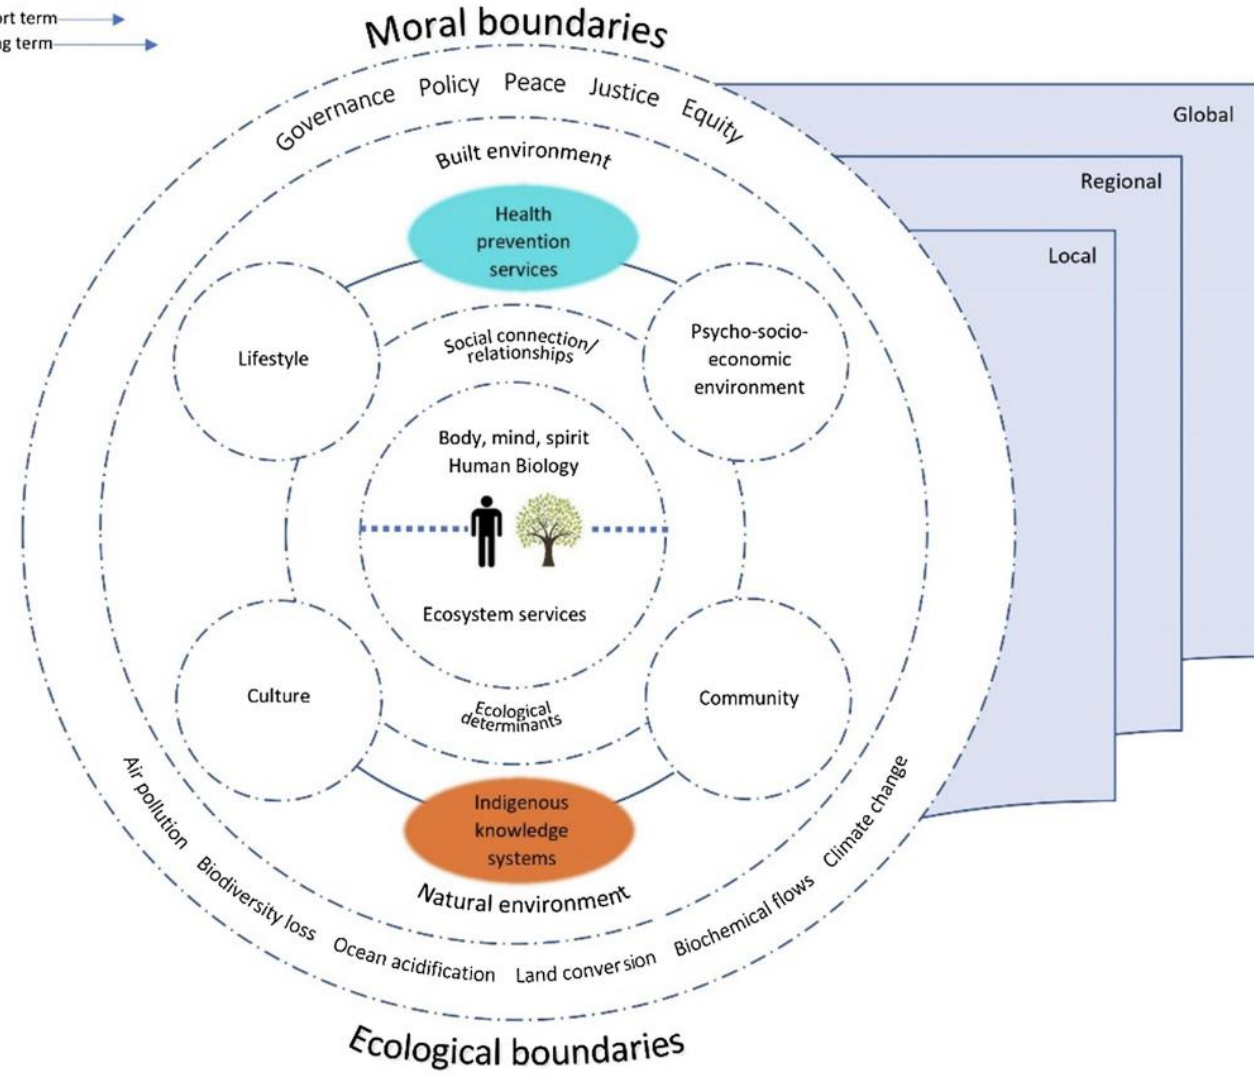 ort term
ng term
Moral boundaries
Governance Policy Peace Justice Equity
Global
Built environment
Regional
Health
prevention
services
Local
Lifestyle
Social connection/
relationships
Psycho-socio-
economic
environment
Body, mind, spirit
Human Biology
Ecosystem services
Culture
Ecological
determinants
Community
Indigenous
knowledge
systems
Natural environment
Air pollution Biodiversity loss Ocean acidification Land conversion Biochemical flows Climate change
Ecological boundaries